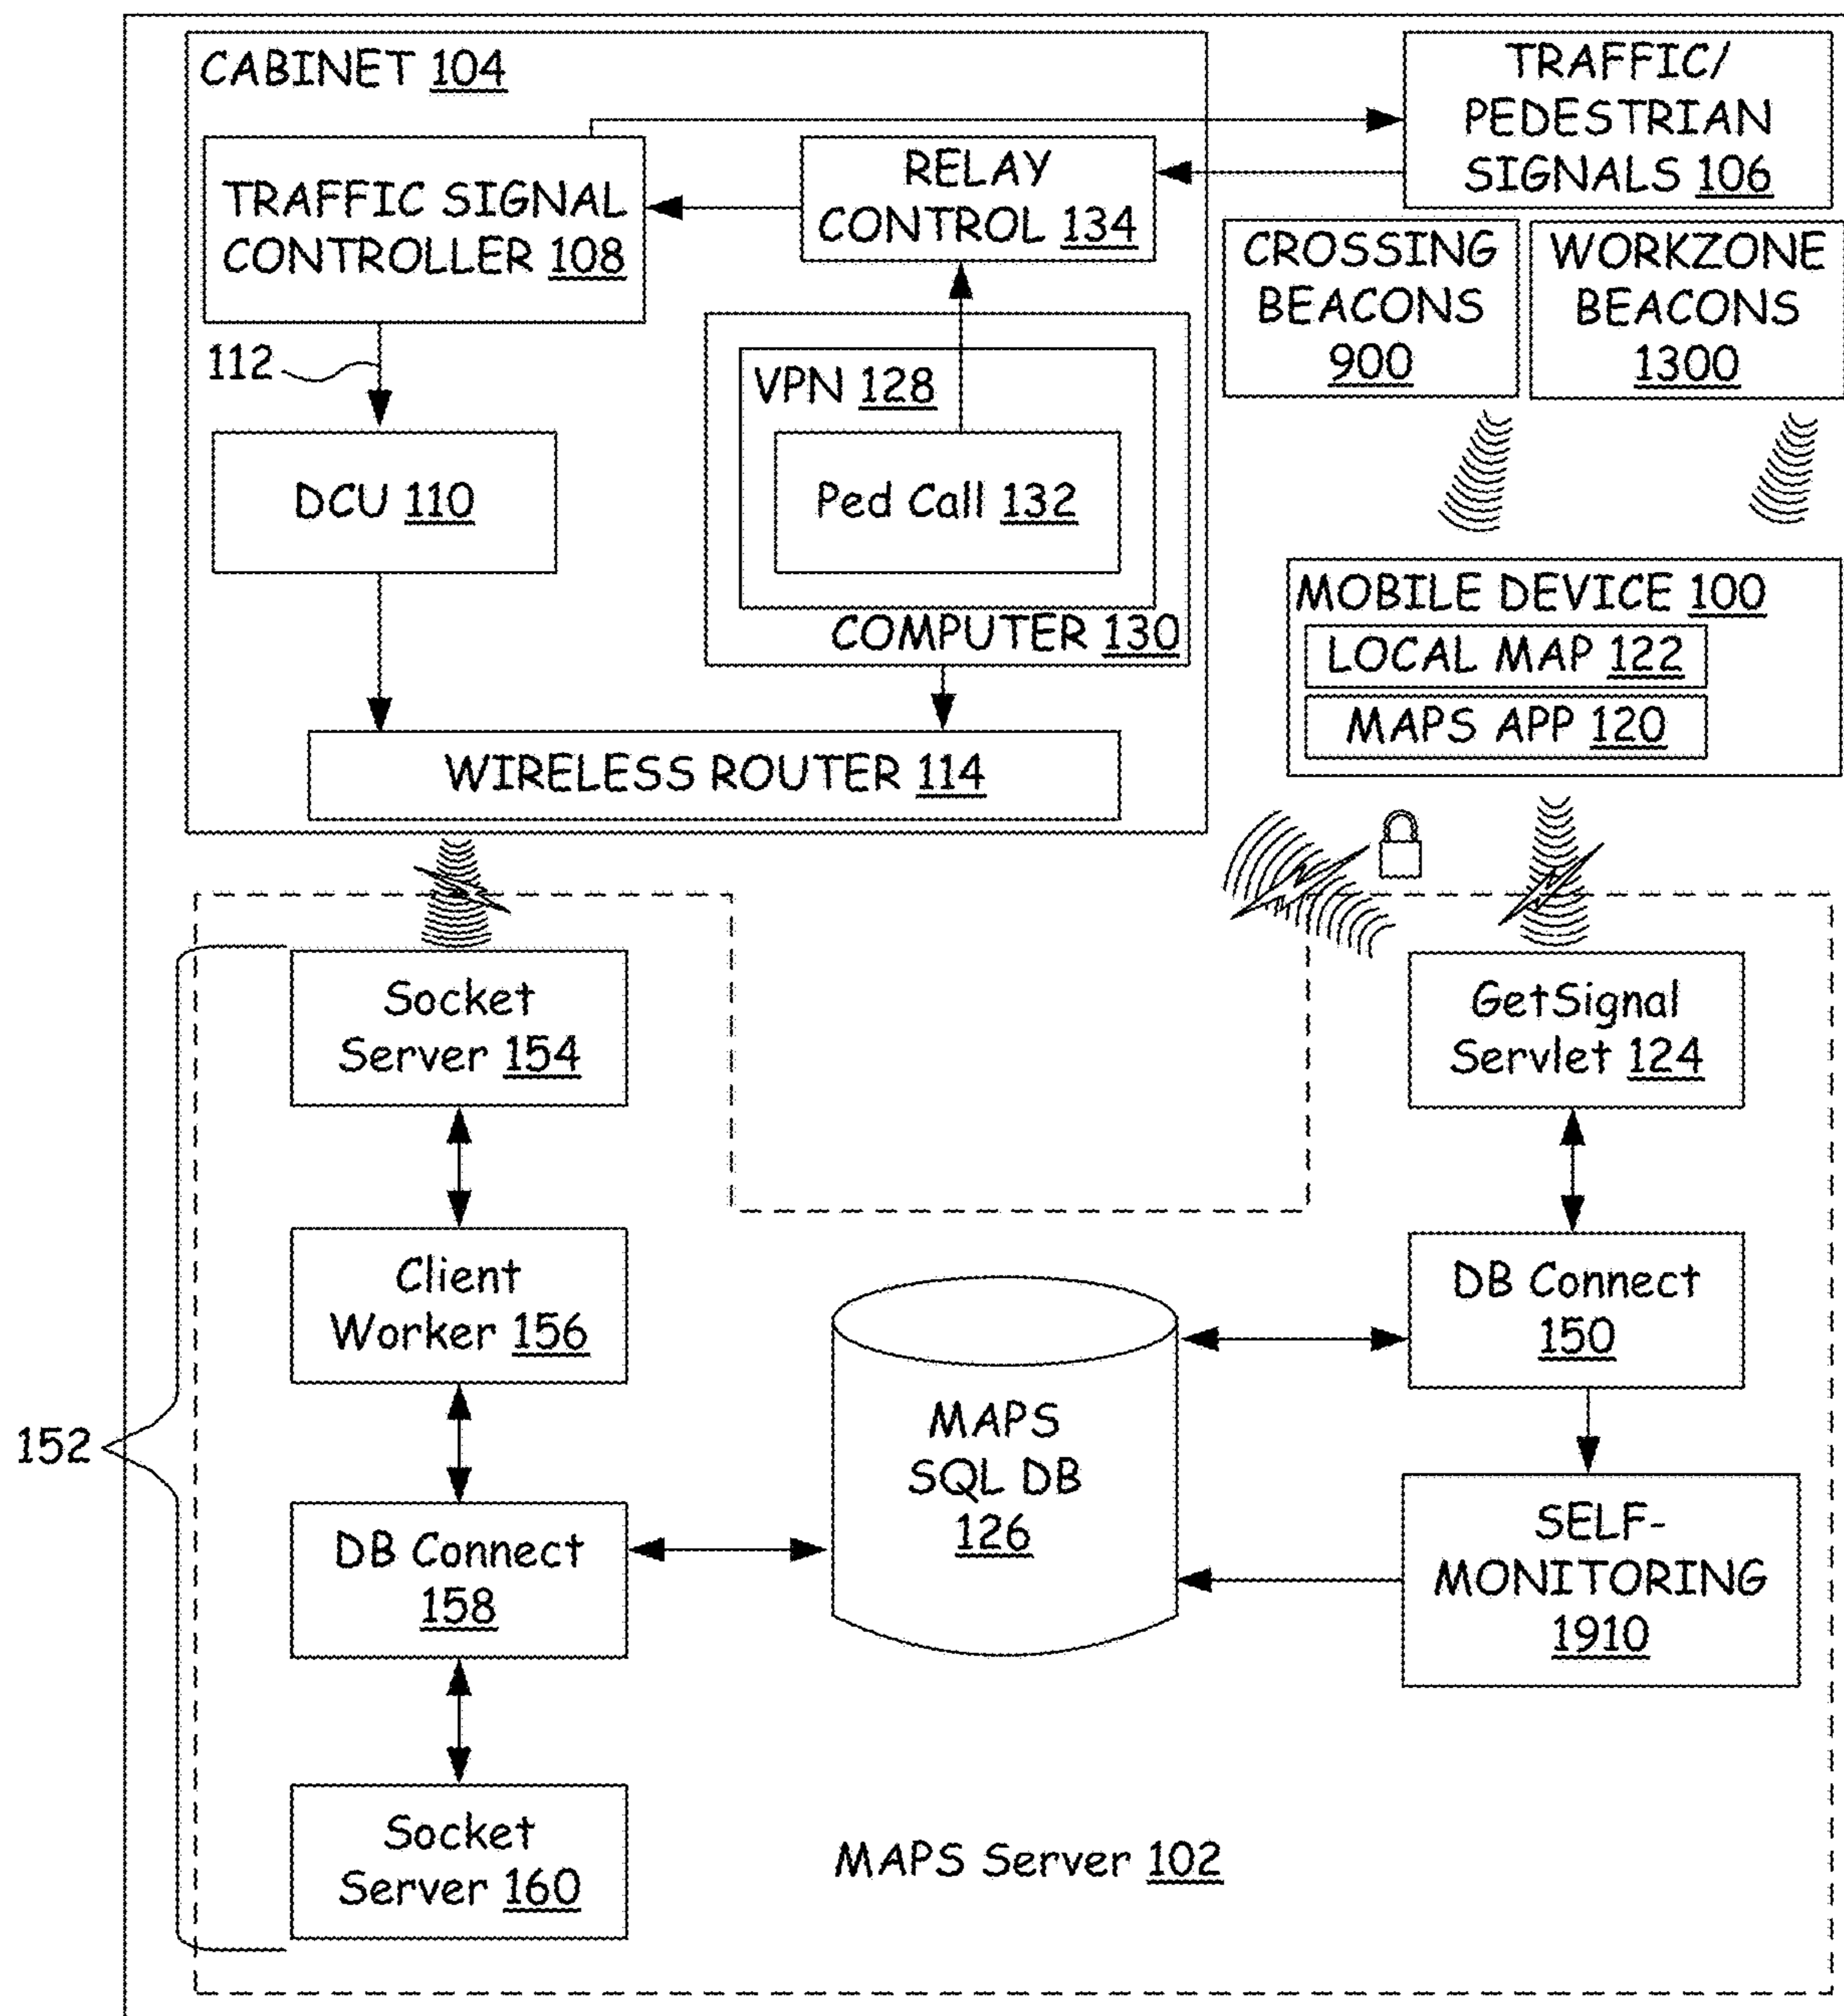 CABINET 104
TRAFFIC/
PEDESTRIAN
SIGNALS 106
TRAFFIC SIGNAL
CONTROLLER 108
RELAY
CONTROL 134
CROSSING
BEACONS
900
WORKZONE
BEACONS
1300
112
VPN 128
DCU 110
Ped Call 132
COMPUTER 130
MOBILE DEVICE 100
LOCAL MAP 122
MAPS APP 120
WIRELESS ROUTER 114
Socket
Server 154
GetSignal
Servlet 124
Client
Worker 156
DB Connect
150
152
MAPS
SQL DB
126
DB Connect
158
SELF-
MONITORING
1910
Socket
Server 160
MAPS Server 102